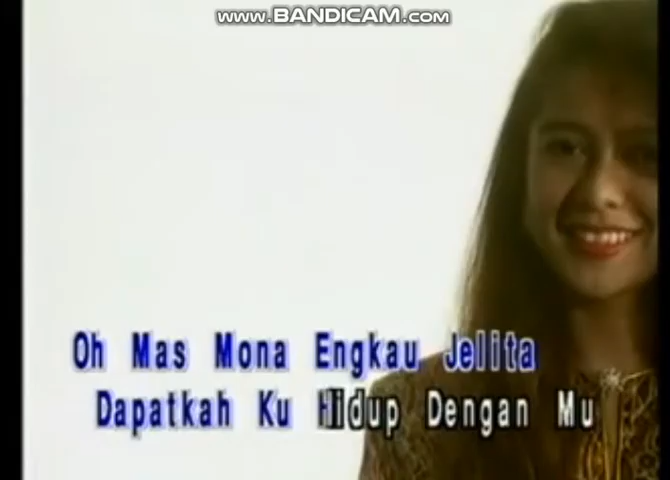 www.BANDICAM.com
Oh Mas Mona Engkau Jelita
Dapatkah Ku Hidup Dengan Mu